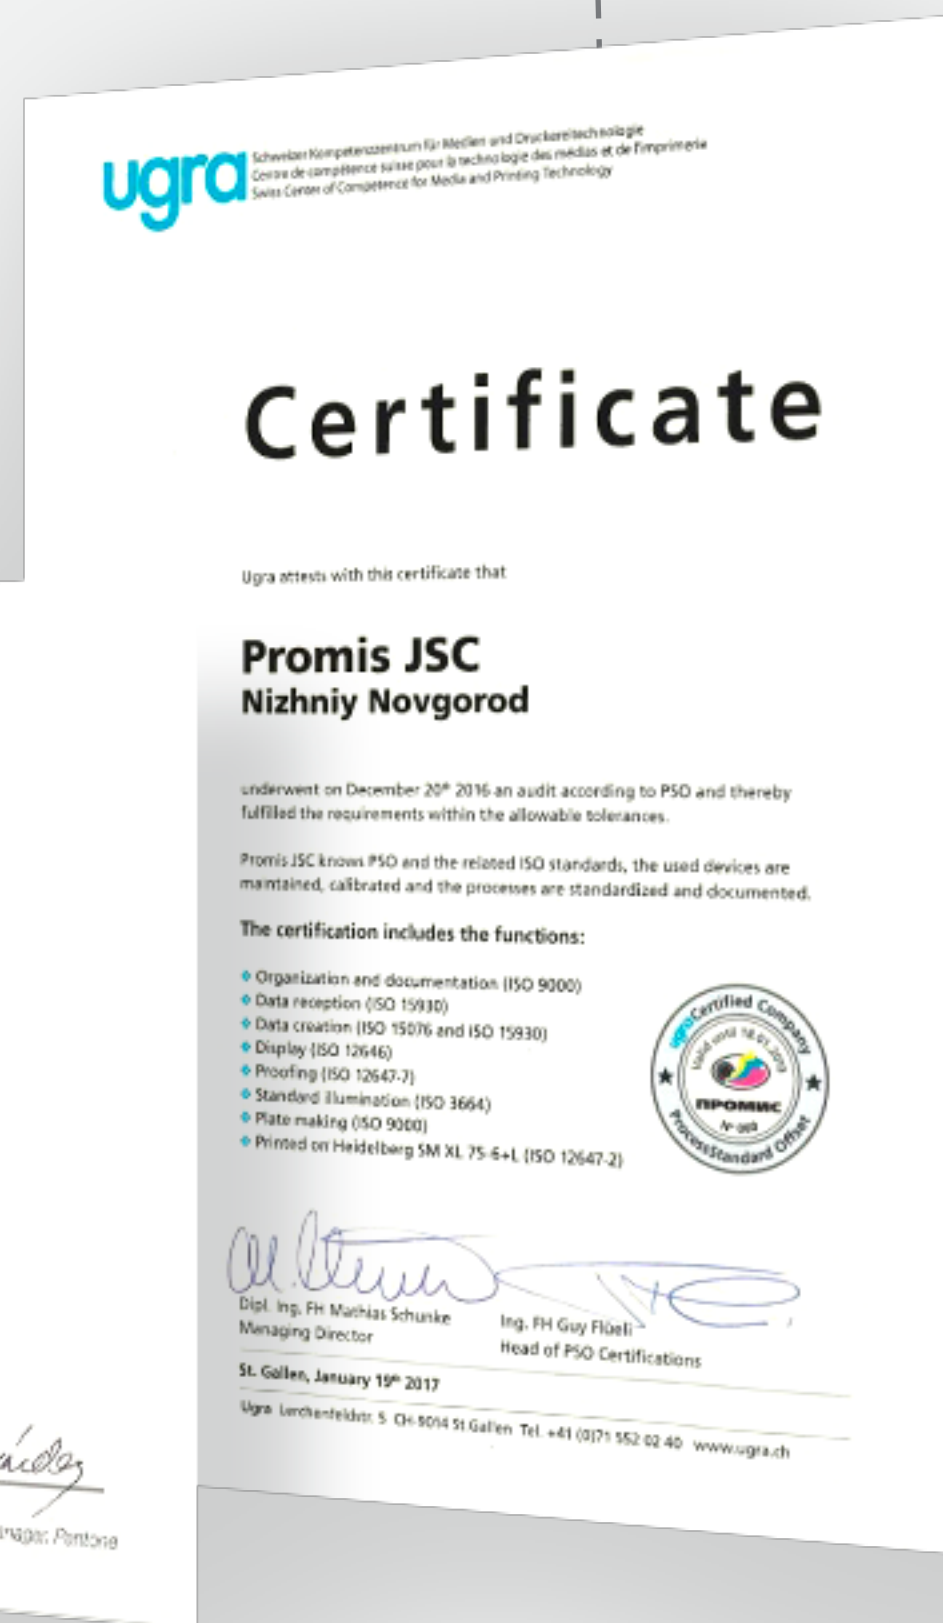 ugra
Schweizer Kompetenzzentrum für Medien und Druckereitechnologie
Centre de compétence suisse pour la technologie des médias et de l'imprimerie
Swiss Center of Competence for Media and Printing Technology
Certificate
Ugra attests with this certificate that
Promis JSC
Nizhniy Novgorod
underwent on December 20th 2016 an audit according to PSO and thereby
fulfilled the requirements within the allowable tolerances.
Promis JSC knows PSO and the related ISO standards, the used devices are
maintained, calibrated and the processes are standardized and documented.
The certification includes the functions:
Organization and documentation (ISO 9000)
Data reception (ISO 15930)
Data creation (ISO 15076 and ISO 15930)
Display (ISO 12646)
Proofing (ISO 12647-7)
Standard illumination (ISO 3664)
Plate making (ISO 9000)
Printed on Heidelberg SM XL 75-6+L (ISO 12647-2)
ugra Certified Company
Valid until 18.01.2019
ПРОМИС
Nº
ProcessStandard Offset
Dipl. Ing. FH Mathias Schunke
Managing Director
Ing. FH Guy Flüeli
Head of PSO Certifications
St. Gallen, January 19th 2017
Ugra Lerchenfeldstr. 5 CH-9014 St Gallen Tel. +41 (0)71 552 02 40 www.ugra.ch
Pantone